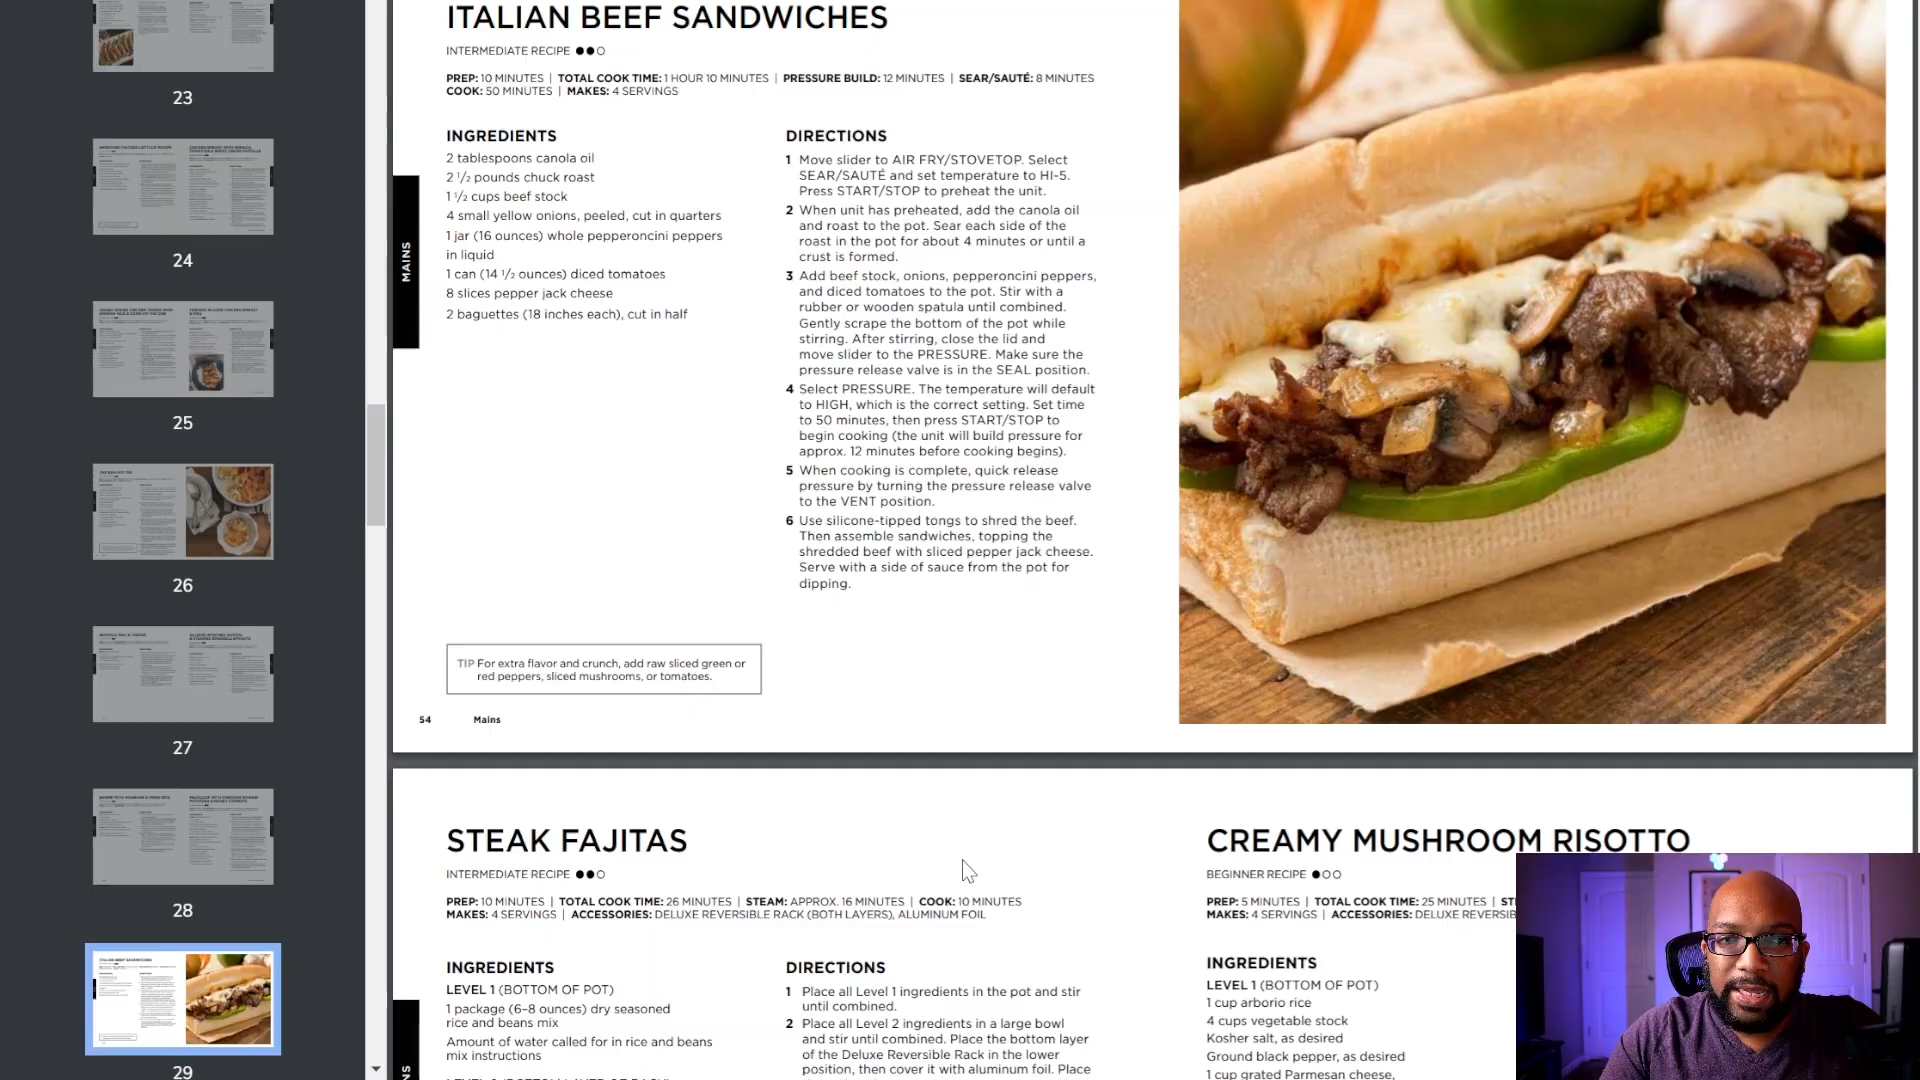 23
24
25
26
27
28
29
ITALIAN BEEF SANDWICHES
INTERMEDIATE RECIPE
PREP: 10 MINUTES | TOTAL COOK TIME: 1 HOUR 10 MINUTES | PRESSURE BUILD: 12 MINUTES | SEAR/SAUTÉ: 8 MINUTES
COOK: 50 MINUTES | MAKES: 4 SERVINGS
MAINS
INGREDIENTS
2 tablespoons canola oil
2 1/2 pounds chuck roast
1 1/2 cups beef stock
4 small yellow onions, peeled, cut in quarters
1 jar (16 ounces) whole pepperoncini peppers
in liquid
1 can (14 1/2 ounces) diced tomatoes
8 slices pepper jack cheese
2 baguettes (18 inches each), cut in half
DIRECTIONS
1 Move slider to AIR FRY/STOVETOP. Select
SEAR/SAUTÉ and set temperature to HI-5.
Press START/STOP to preheat the unit.
2 When unit has preheated, add the canola oil
and roast to the pot. Sear each side of the
roast in the pot for about 4 minutes or until a
crust is formed.
3 Add beef stock, onions, pepperoncini peppers,
and diced tomatoes to the pot. Stir with a
rubber or wooden spatula until combined.
Gently scrape the bottom of the pot while
stirring. After stirring, close the lid and
move slider to the PRESSURE. Make sure the
pressure release valve is in the SEAL position.
4 Select PRESSURE. The temperature will default
to HIGH, which is the correct setting. Set time
to 50 minutes, then press START/STOP to
begin cooking (the unit will build pressure for
approx. 12 minutes before cooking begins).
5 When cooking is complete, quick release
pressure by turning the pressure release valve
to the VENT position.
6 Use silicone-tipped tongs to shred the beef.
Then assemble sandwiches, topping the
shredded beef with sliced pepper jack cheese.
Serve with a side of sauce from the pot for
dipping.
TIP For extra flavor and crunch, add raw sliced green or
red peppers, sliced mushrooms, or tomatoes.
54 Mains
STEAK FAJITAS
INTERMEDIATE RECIPE
PREP: 10 MINUTES | TOTAL COOK TIME: 26 MINUTES | STEAM: APPROX. 16 MINUTES | COOK: 10 MINUTES
MAKES: 4 SERVINGS | ACCESSORIES: DELUXE REVERSIBLE RACK (BOTH LAYERS), ALUMINUM FOIL
INGREDIENTS
LEVEL 1 (BOTTOM OF POT)
1 package (6–8 ounces) dry seasoned
rice and beans mix
Amount of water called for in rice and beans
mix instructions
DIRECTIONS
1 Place all Level 1 ingredients in the pot and stir
until combined.
2 Place all Level 2 ingredients in a large bowl
and stir until combined. Place the bottom layer
of the Deluxe Reversible Rack in the lower
position, then cover it with aluminum foil. Place
CREAMY MUSHROOM RISOTTO
BEGINNER RECIPE
PREP: 5 MINUTES | TOTAL COOK TIME: 25 MINUTES | ST
MAKES: 4 SERVINGS | ACCESSORIES: DELUXE REVERSIB
INGREDIENTS
LEVEL 1 (BOTTOM OF POT)
1 cup arborio rice
4 cups vegetable stock
Kosher salt, as desired
Ground black pepper, as desired
1 cup grated Parmesan cheese,